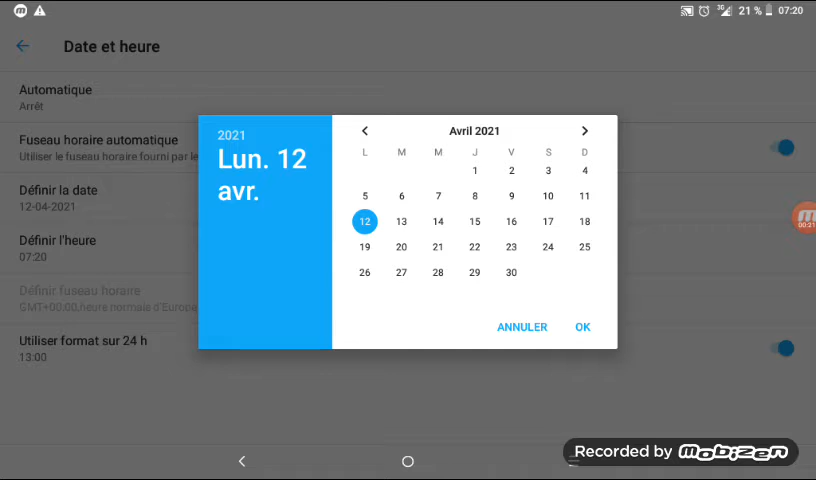 3G 21 % 07:20
Date et heure
Automatique
Arrêt
Fuseau horaire automatique
Utiliser le fuseau horaire fourni par le
Définir la date
12-04-2021
Définir l'heure
07:20
Définir fuseau horaire
GMT+00:00,heure normale d'Europe
Utiliser format sur 24 h
13:00
2021
Lun. 12
avr.
Avril 2021
L M M J V S D
1 2 3 4
5 6 7 8 9 10 11
12 13 14 15 16 17 18
19 20 21 22 23 24 25
26 27 28 29 30
ANNULER OK
00:21
Recorded by mobizen